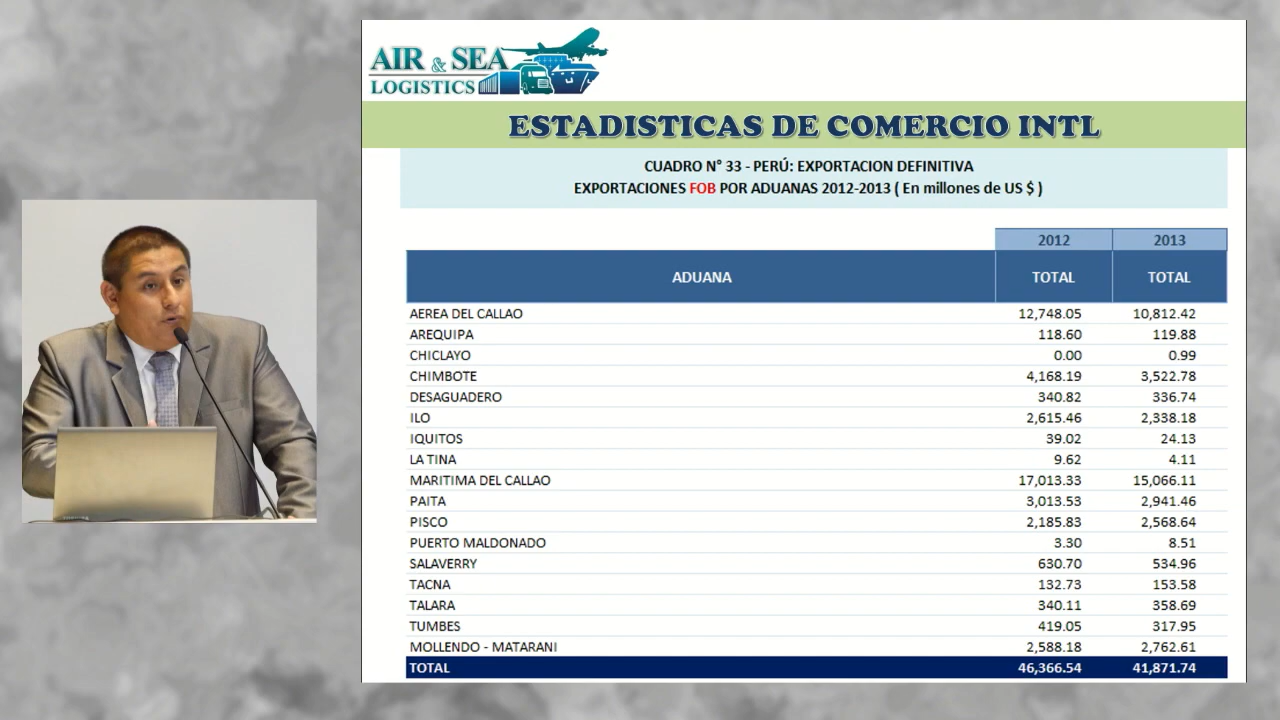 AIR & SEA
LOGISTICS
ESTADISTICAS DE COMERCIO INTL
CUADRO N° 33 - PERÚ: EXPORTACION DEFINITIVA
EXPORTACIONES FOB POR ADUANAS 2012-2013 ( En millones de US $ )
2012 2013
ADUANA TOTAL TOTAL
AEREA DEL CALLAO 12,748.05 10,812.42
AREQUIPA 118.60 119.88
CHICLAYO 0.00 0.99
CHIMBOTE 4,168.19 3,522.78
DESAGUADERO 340.82 336.74
ILO 2,615.46 2,338.18
IQUITOS 39.02 24.13
LA TINA 9.62 4.11
MARITIMA DEL CALLAO 17,013.33 15,066.11
PAITA 3,013.53 2,941.46
PISCO 2,185.83 2,568.64
PUERTO MALDONADO 3.30 8.51
SALAVERRY 630.70 534.96
TACNA 132.73 153.58
TALARA 340.11 358.69
TUMBES 419.05 317.95
MOLLENDO - MATARANI 2,588.18 2,762.61
TOTAL 46,366.54 41,871.74